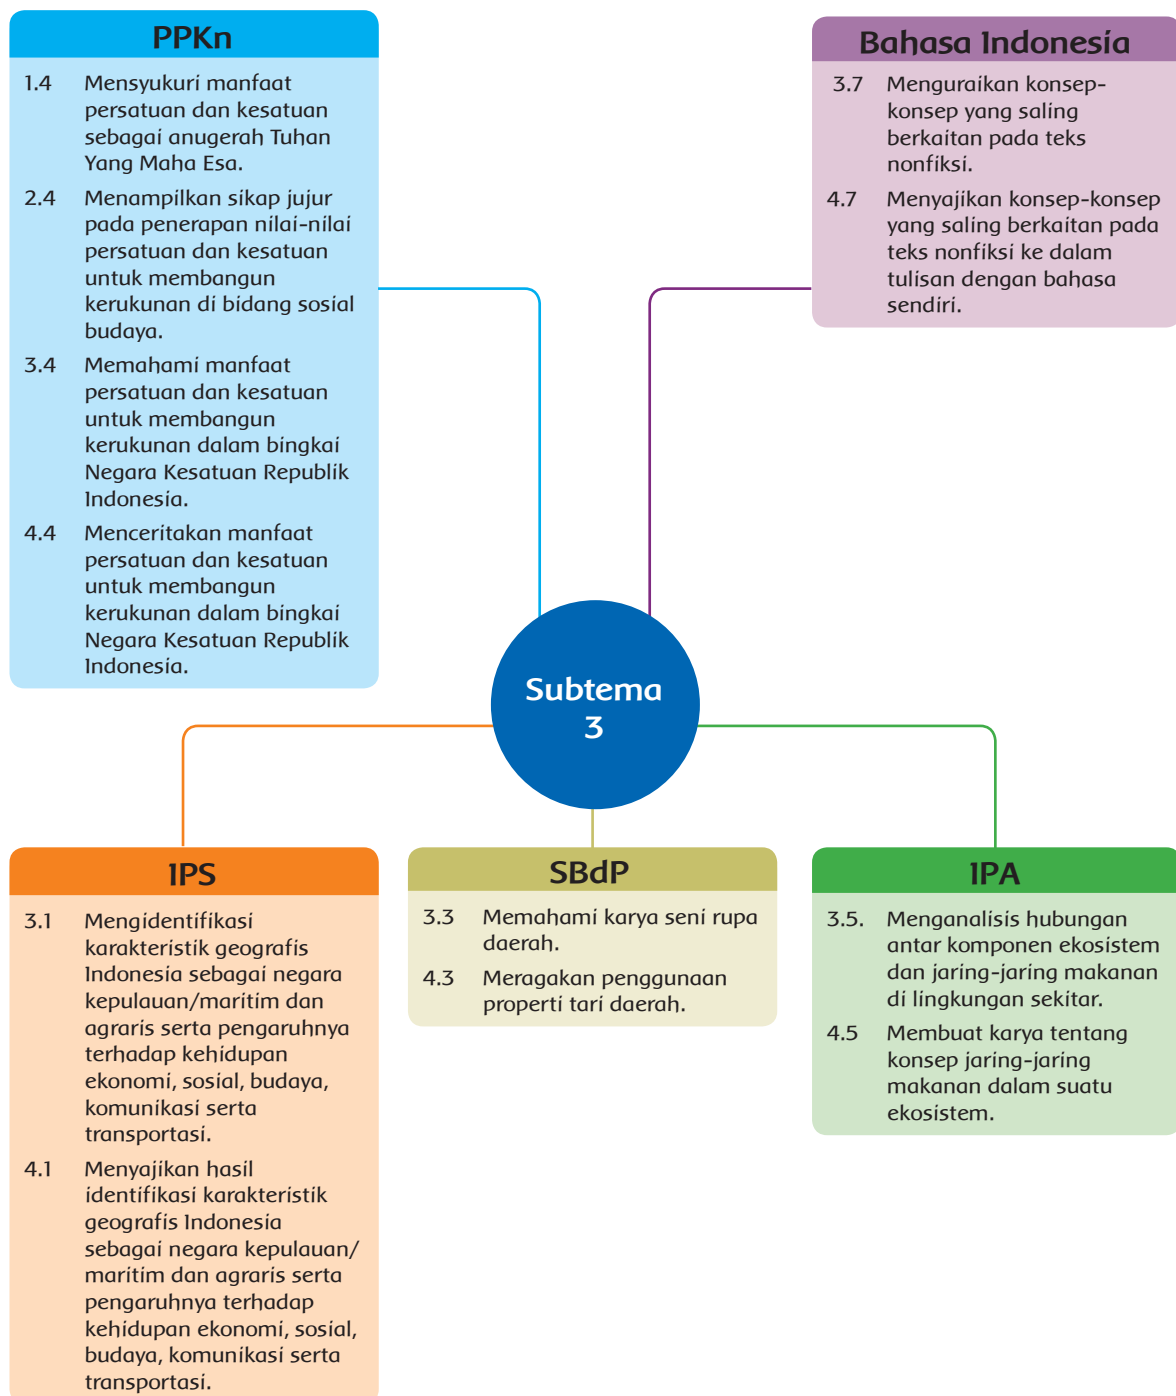 PPKn
1.4 Mensyukuri manfaat
persatuan dan kesatuan
sebagai anugerah Tuhan
Yang Maha Esa.
2.4 Menampilkan sikap jujur
pada penerapan nilai-nilai
persatuan dan kesatuan
untuk membangun
kerukunan di bidang sosial
budaya.
3.4 Memahami manfaat
persatuan dan kesatuan
untuk membangun
kerukunan dalam bingkai
Negara Kesatuan Republik
Indonesia.
4.4 Menceritakan manfaat
persatuan dan kesatuan
untuk membangun
kerukunan dalam bingkai
Negara Kesatuan Republik
Indonesia.
Bahasa Indonesia
3.7 Menguraikan konsep-
konsep yang saling
berkaitan pada teks
nonfiksi.
4.7 Menyajikan konsep-konsep
yang saling berkaitan pada
teks nonfiksi ke dalam
tulisan dengan bahasa
sendiri.
Subtema
3
IPS
3.1 Mengidentifikasi
karakteristik geografis
Indonesia sebagai negara
kepulauan/maritim dan
agraris serta pengaruhnya
terhadap kehidupan
ekonomi, sosial, budaya,
komunikasi serta
transportasi.
4.1 Menyajikan hasil
identifikasi karakteristik
geografis Indonesia
sebagai negara kepulauan/
maritim dan agraris serta
pengaruhnya terhadap
kehidupan ekonomi, sosial,
budaya, komunikasi serta
transportasi.
SBdP
3.3 Memahami karya seni rupa
daerah.
4.3 Meragakan penggunaan
properti tari daerah.
IPA
3.5. Menganalisis hubungan
antar komponen ekosistem
dan jaring-jaring makanan
di lingkungan sekitar.
4.5 Membuat karya tentang
konsep jaring-jaring
makanan dalam suatu
ekosistem.